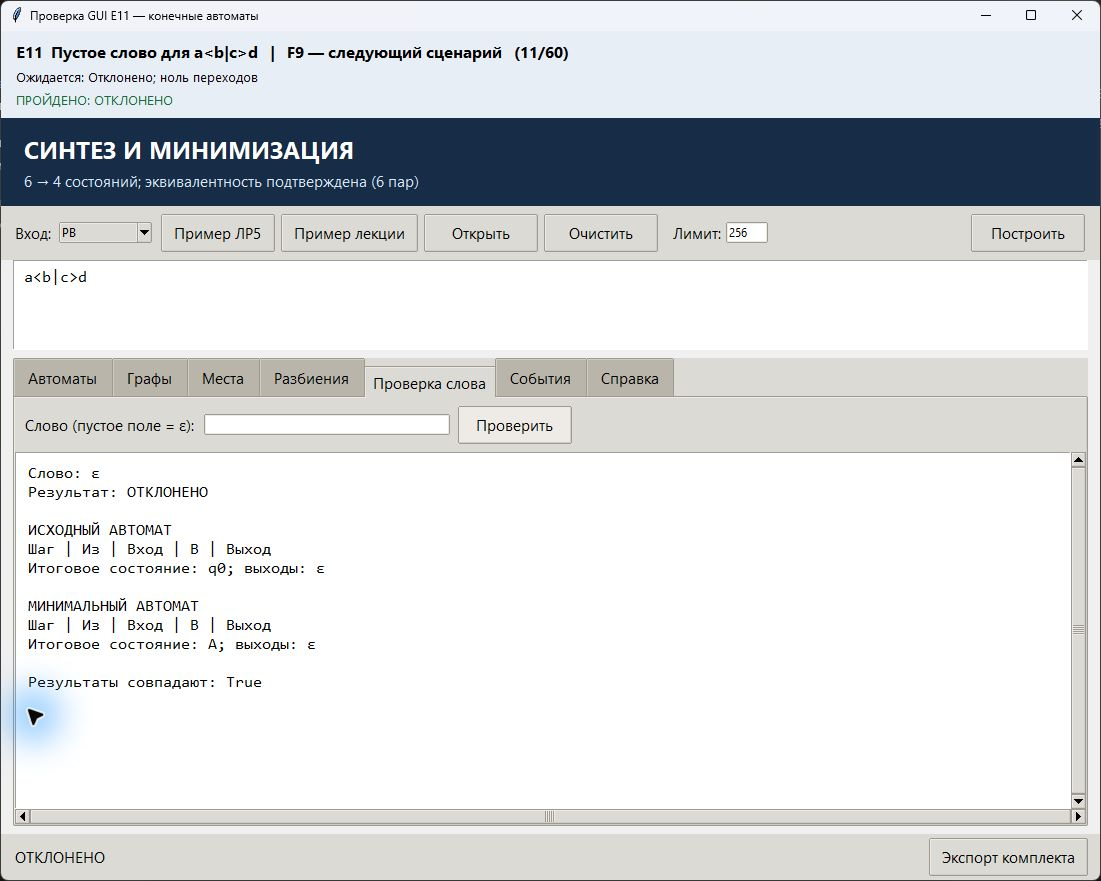 Проверка GUI E11 — конечные автоматы
E11 Пустое слово для a<b|c>d | F9 — следующий сценарий (11/60)
Ожидается: Отклонено; ноль переходов
ПРОЙДЕНО: ОТКЛОНЕНО
СИНТЕЗ И МИНИМИЗАЦИЯ
6 → 4 состояний; эквивалентность подтверждена (6 пар)
Вход: РВ Пример ЛР5 Пример лекции Открыть Очистить Лимит: 256 Построить
a<b|c>d
Автоматы Графы Места Разбиения Проверка слова События Справка
Слово (пустое поле = ε): Проверить
Слово: ε
Результат: ОТКЛОНЕНО
ИСХОДНЫЙ АВТОМАТ
Шаг | Из | Вход | В | Выход
Итоговое состояние: q0; выходы: ε
МИНИМАЛЬНЫЙ АВТОМАТ
Шаг | Из | Вход | В | Выход
Итоговое состояние: A; выходы: ε
Результаты совпадают: True
ОТКЛОНЕНО Экспорт комплекта